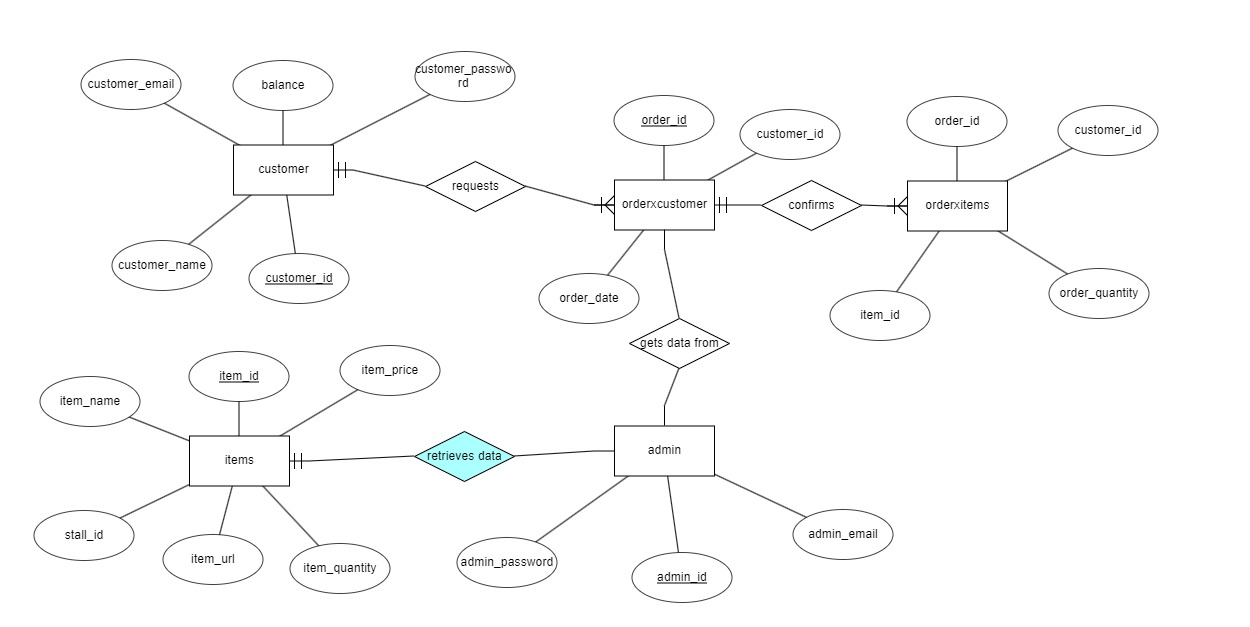 customer_email
balance
customer_passwo
rd
customer
customer_name
customer_id
requests
order_id
customer_id
orderxcustomer
order_date
confirms
order_id
customer_id
orderxitems
item_id
order_quantity
gets data from
item_name
item_id
item_price
items
stall_id
item_url
item_quantity
retrieves data
admin
admin_password
admin_id
admin_email